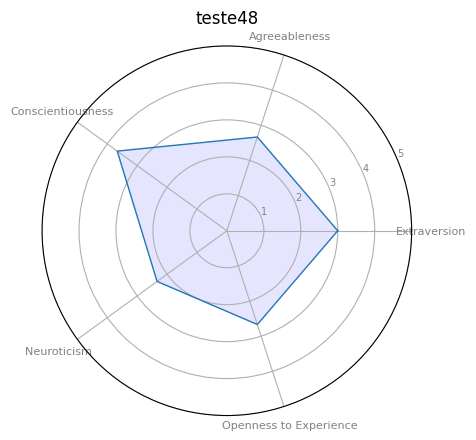 teste48
Agreeableness
Conscientiousness
5
4
3
2
1
Extraversion
Neuroticism
Openness to Experience